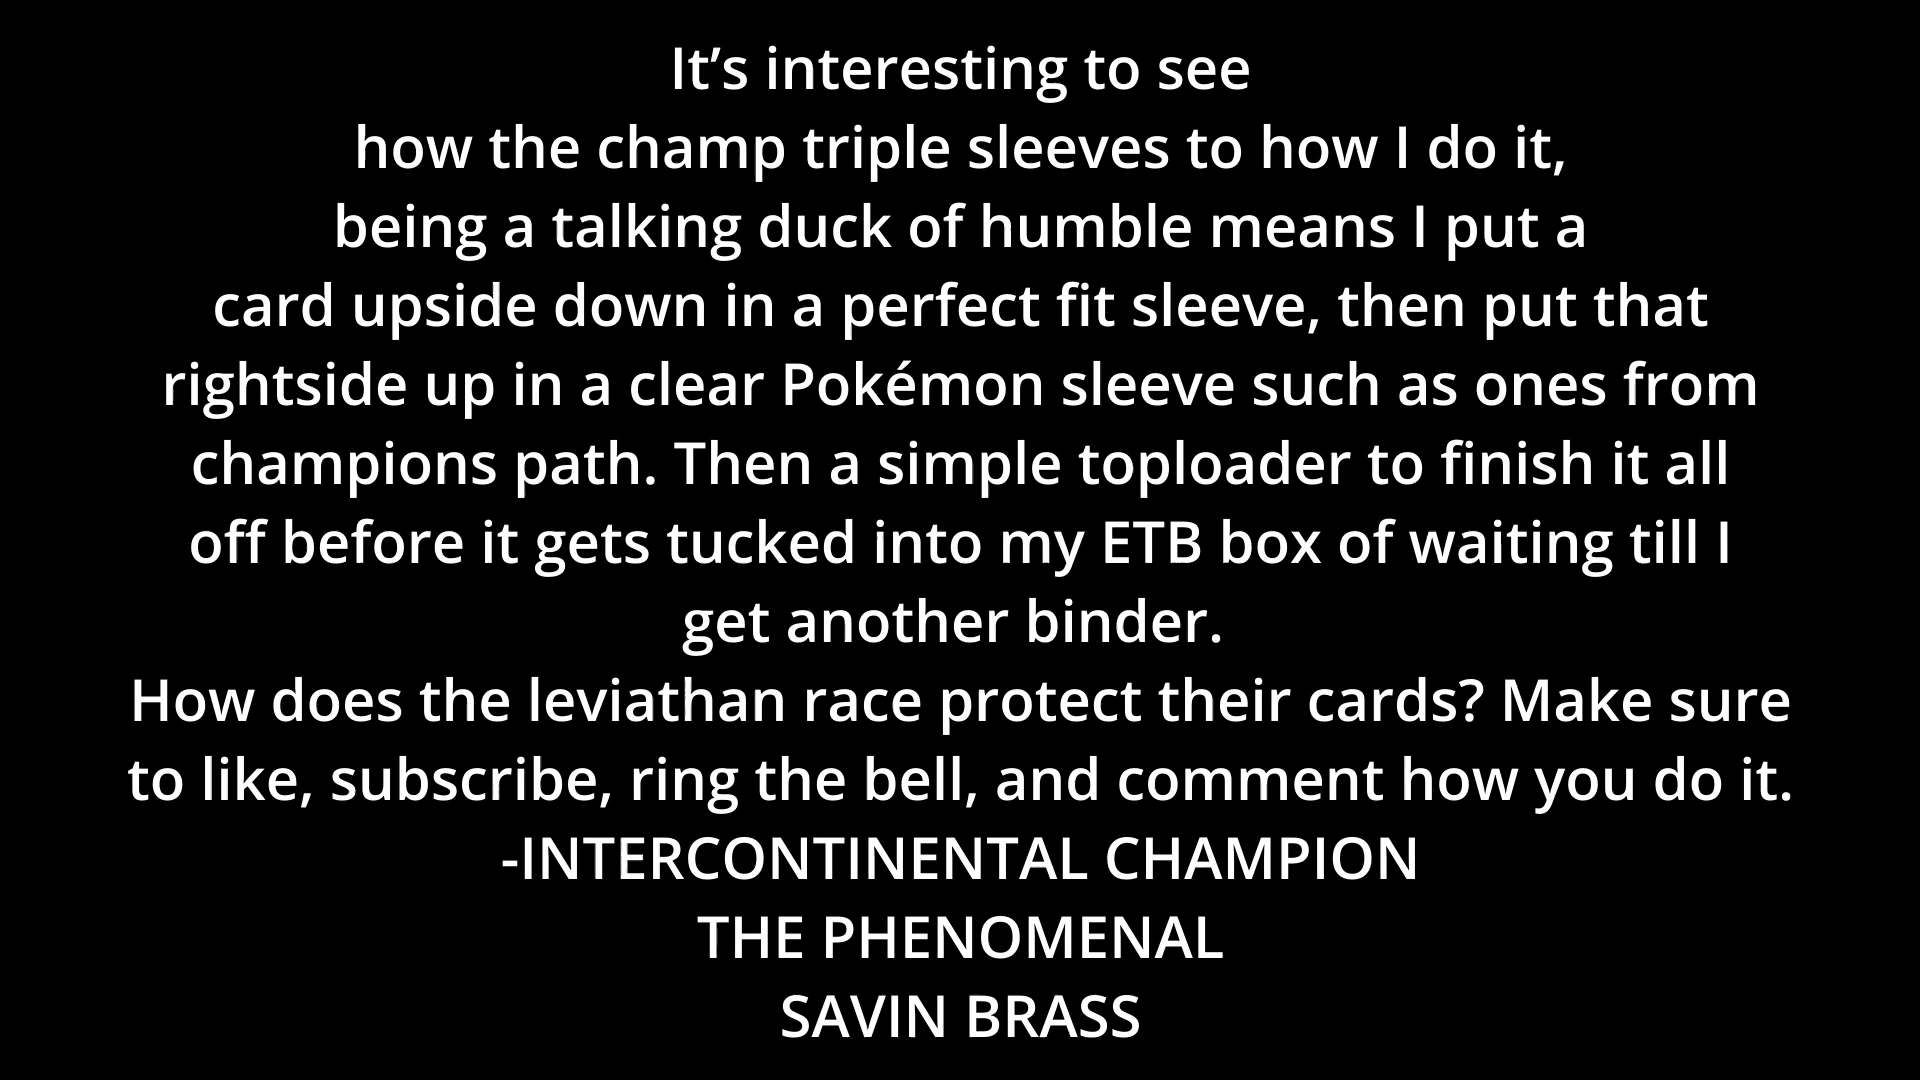 It’s interesting to see
how the champ triple sleeves to how I do it,
being a talking duck of humble means I put a
card upside down in a perfect fit sleeve, then put that
rightside up in a clear Pokémon sleeve such as ones from
champions path. Then a simple toploader to finish it all
off before it gets tucked into my ETB box of waiting till I
get another binder.
How does the leviathan race protect their cards? Make sure
to like, subscribe, ring the bell, and comment how you do it.
-INTERCONTINENTAL CHAMPION
THE PHENOMENAL
SAVIN BRASS